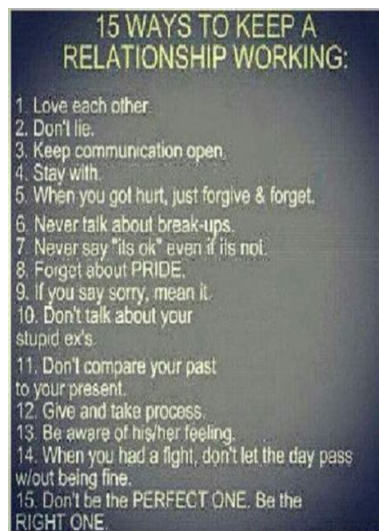 15 WAYS TO KEEP A
RELATIONSHIP WORKING:
1. Love each other.
2. Don't lie.
3. Keep communication open.
4. Stay with.
5. When you got hurt, just forgive & forget.
6. Never talk about break-ups.
7. Never say "its ok" even if its not.
8. Forget about PRIDE.
9. If you say sorry, mean it.
10. Don't talk about your
stupid ex's.
11. Don't compare your past
to your present.
12. Give and take process.
13. Be aware of his/her feeling.
14. When you had a fight, don't let the day pass
w/out being fine.
15. Don't be the PERFECT ONE. Be the
RIGHT ONE.